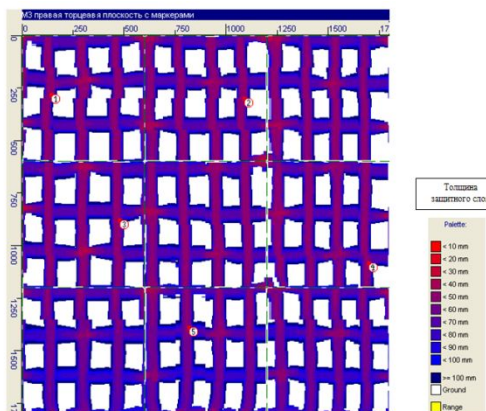 М3 правая торцевая плоскость с маркерами
0 250 500 750 1000 1250 1500
0
250
500
750
1000
1250
1500
1
2
3
4
5
Толщина
защитного сло
Palette:
< 10 mm
< 20 mm
< 30 mm
< 40 mm
< 50 mm
< 60 mm
< 70 mm
< 80 mm
< 90 mm
< 100 mm
>= 100 mm
Ground
Range